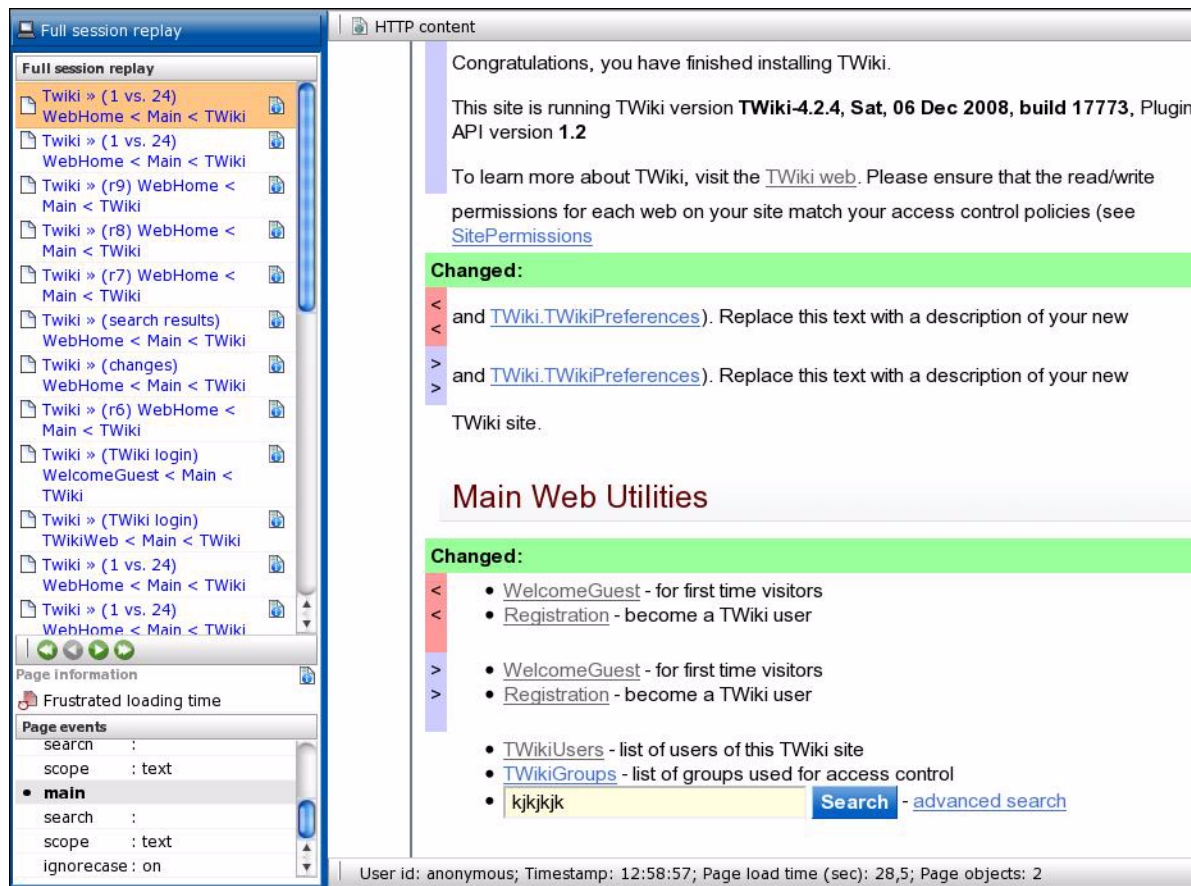 Full session replay
Full session replay
Twiki » (1 vs. 24)
WebHome < Main < TWiki
Twiki » (1 vs. 24)
WebHome < Main < TWiki
Twiki » (r9) WebHome <
Main < TWiki
Twiki » (r8) WebHome <
Main < TWiki
Twiki » (r7) WebHome <
Main < TWiki
Twiki » (search results)
WebHome < Main < TWiki
Twiki » (changes)
WebHome < Main < TWiki
Twiki » (r6) WebHome <
Main < TWiki
Twiki » (TWiki login)
WelcomeGuest < Main <
TWiki
Twiki » (TWiki login)
TWikiWeb < Main < TWiki
Twiki » (1 vs. 24)
WebHome < Main < TWiki
Twiki » (1 vs. 24)
WebHome < Main < TWiki
Page information
Frustrated loading time
Page events
search :
scope : text
• main
search :
scope : text
ignorecase : on
HTTP content
Congratulations, you have finished installing TWiki.
This site is running TWiki version TWiki-4.2.4, Sat, 06 Dec 2008, build 17773, Plugin
API version 1.2
To learn more about TWiki, visit the TWiki web. Please ensure that the read/write
permissions for each web on your site match your access control policies (see
SitePermissions
Changed:
<
< and TWiki.TWikiPreferences). Replace this text with a description of your new
>
> and TWiki.TWikiPreferences). Replace this text with a description of your new
TWiki site.
Main Web Utilities
Changed:
< • WelcomeGuest - for first time visitors
< • Registration - become a TWiki user
> • WelcomeGuest - for first time visitors
> • Registration - become a TWiki user
• TWikiUsers - list of users of this TWiki site
• TWikiGroups - list of groups used for access control
• kjkjkjk Search - advanced search
User id: anonymous; Timestamp: 12:58:57; Page load time (sec): 28,5; Page objects: 2